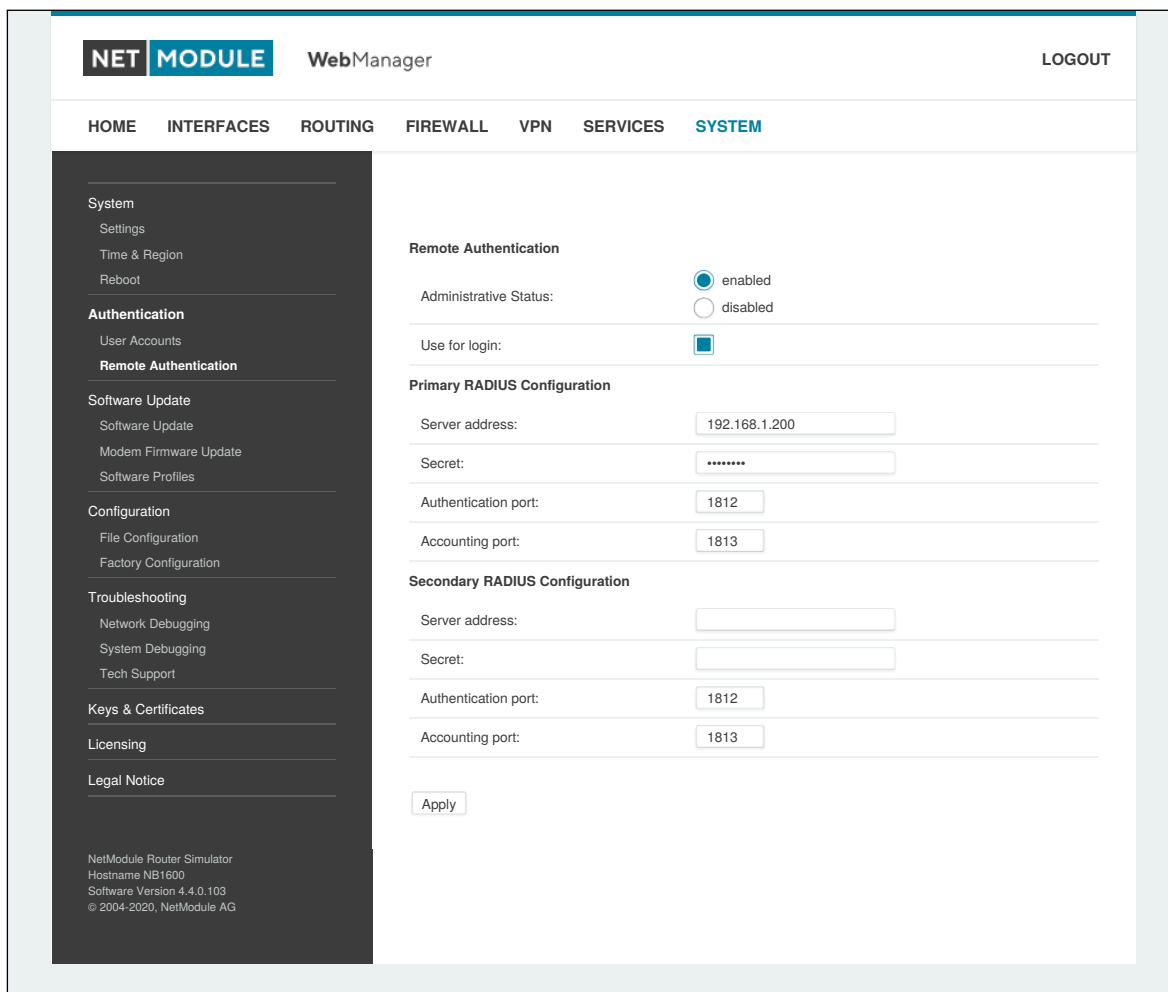 NET MODULE WebManager LOGOUT
HOME INTERFACES ROUTING FIREWALL VPN SERVICES SYSTEM
System
Settings
Time & Region
Reboot
Authentication
User Accounts
Remote Authentication
Software Update
Software Update
Modem Firmware Update
Software Profiles
Configuration
File Configuration
Factory Configuration
Troubleshooting
Network Debugging
System Debugging
Tech Support
Keys & Certificates
Licensing
Legal Notice
NetModule Router Simulator
Hostname NB1600
Software Version 4.4.0.103
© 2004-2020, NetModule AG
Remote Authentication
Administrative Status:
enabled
disabled
Use for login:
Primary RADIUS Configuration
Server address: 192.168.1.200
Secret: ••••••••
Authentication port: 1812
Accounting port: 1813
Secondary RADIUS Configuration
Server address:
Secret:
Authentication port: 1812
Accounting port: 1813
Apply